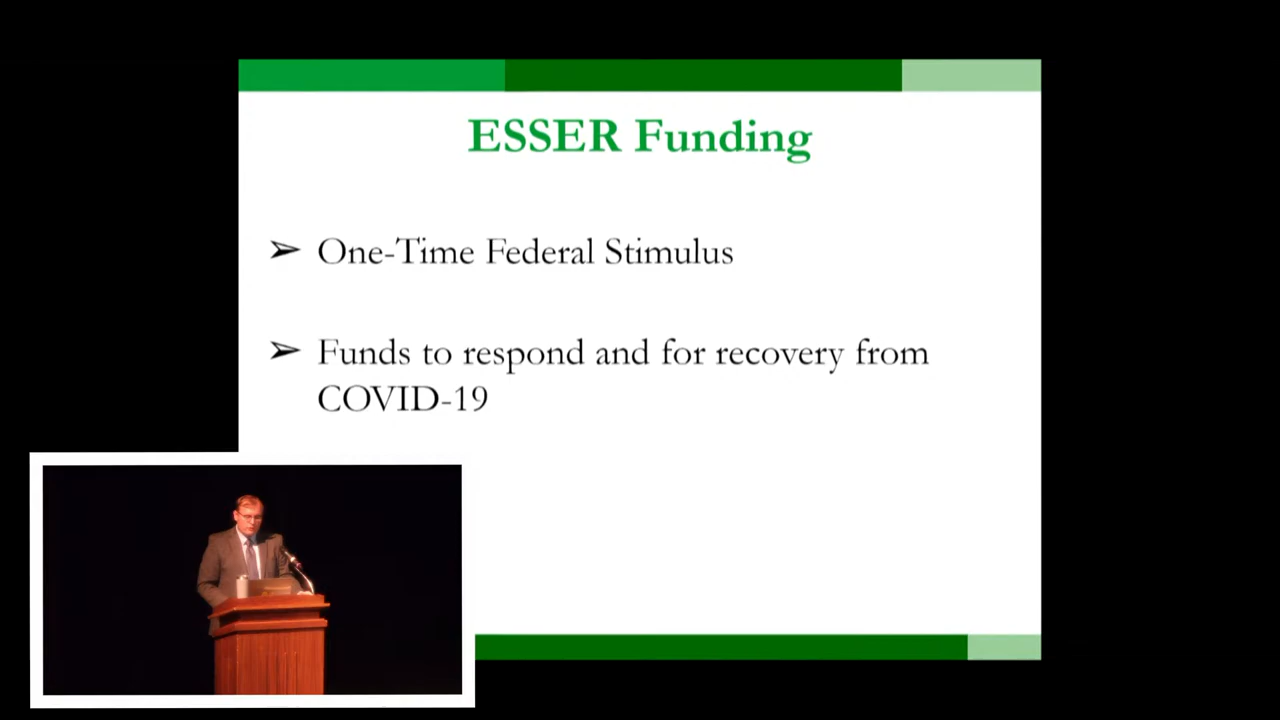 ESSER Funding
➢ One-Time Federal Stimulus
➢ Funds to respond and for recovery from
COVID-19